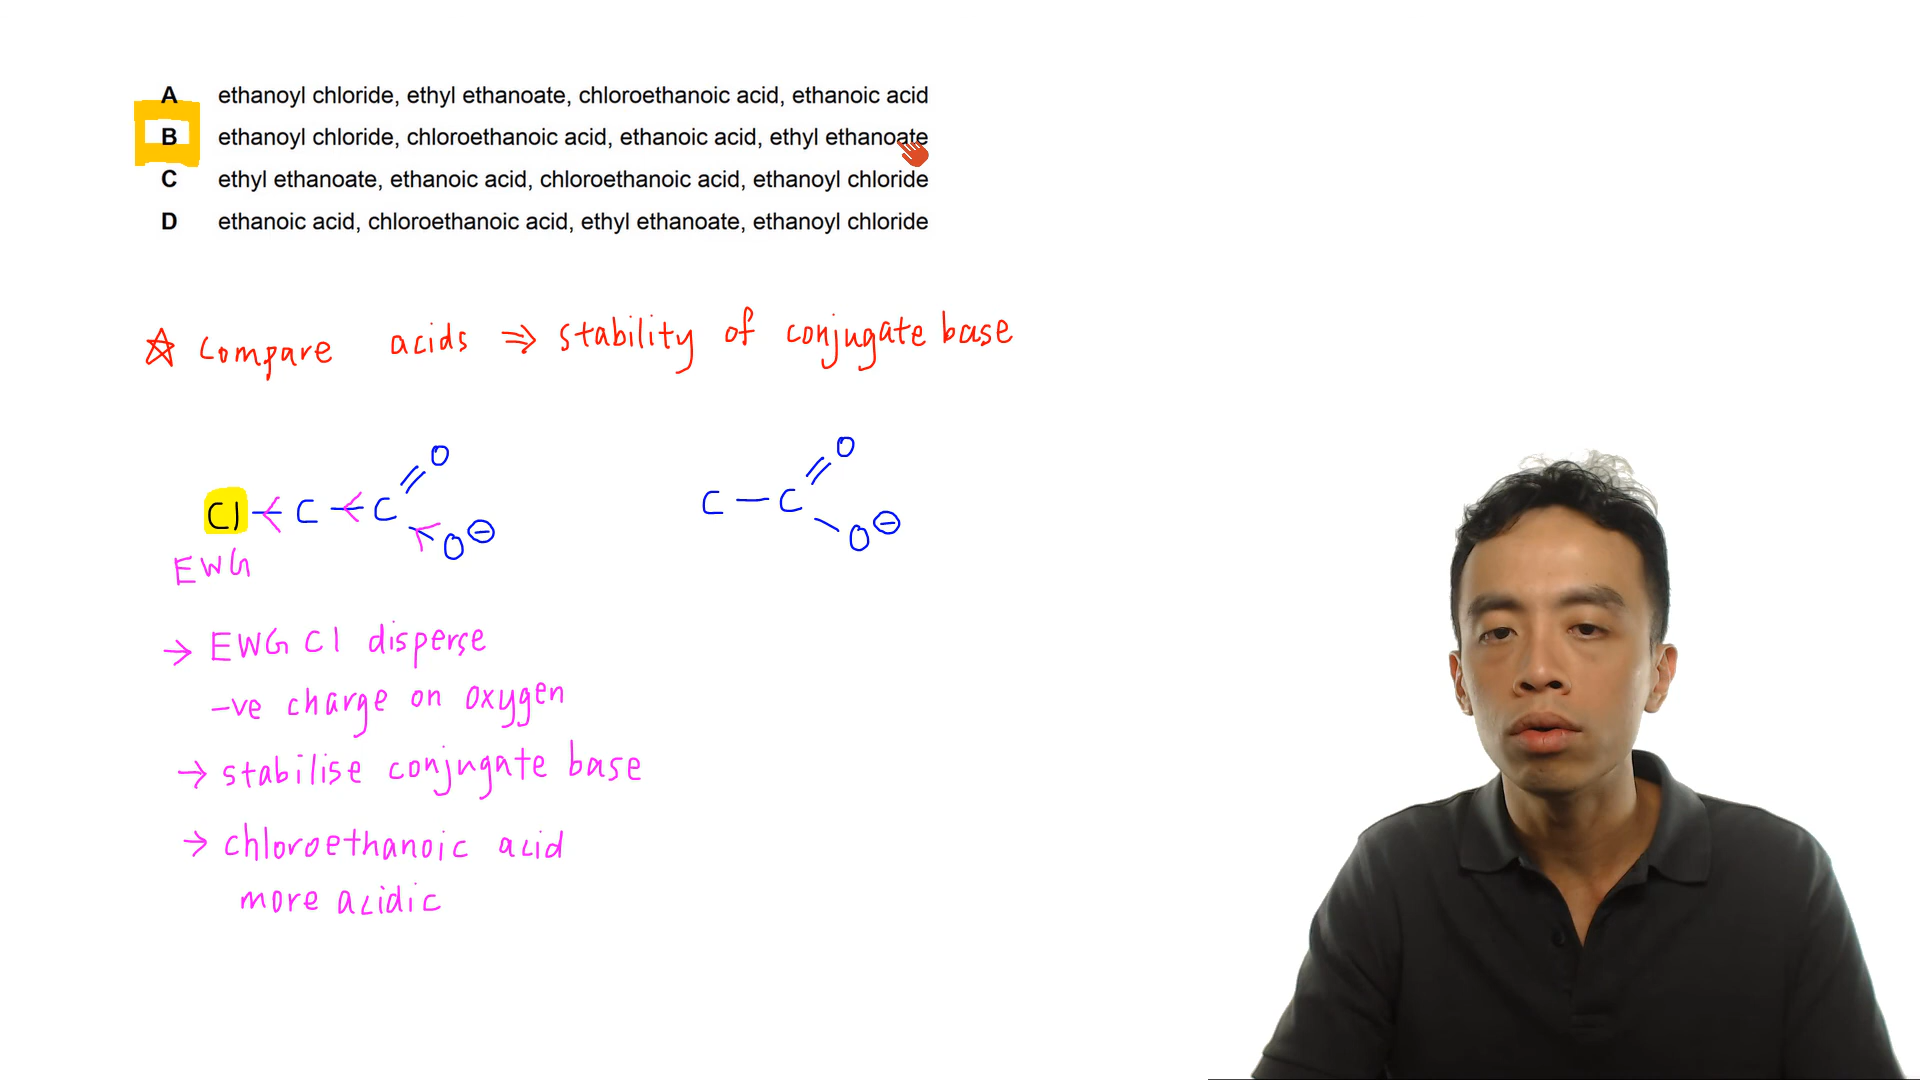 A ethanoyl chloride, ethyl ethanoate, chloroethanoic acid, ethanoic acid
B ethanoyl chloride, chloroethanoic acid, ethanoic acid, ethyl ethanoate
C ethyl ethanoate, ethanoic acid, chloroethanoic acid, ethanoyl chloride
D ethanoic acid, chloroethanoic acid, ethyl ethanoate, ethanoyl chloride
☆ Compare acids ⇒ stability of conjugate base
O
Cl C C
O⊖
EWG
O
C — C
O⊖
→ EWG Cl disperse
-ve charge on oxygen
→ stabilise conjugate base
→ chloroethanoic acid
more acidic